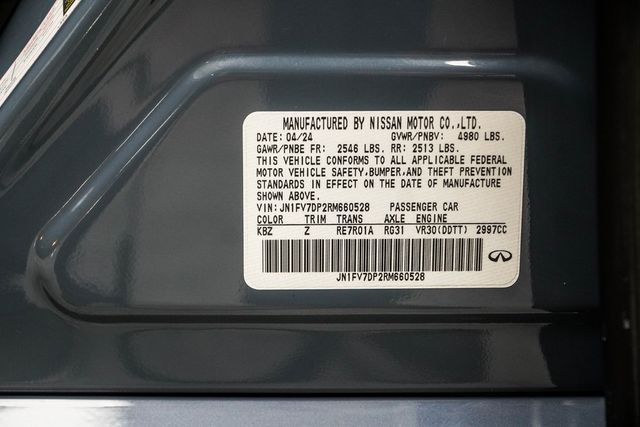 MANUFACTURED BY NISSAN MOTOR CO.,LTD.
DATE: 04/24 GVWR/PNBV: 4980 LBS.
GAWR/PNBE FR: 2546 LBS. RR: 2513 LBS.
THIS VEHICLE CONFORMS TO ALL APPLICABLE FEDERAL
MOTOR VEHICLE SAFETY,BUMPER,AND THEFT PREVENTION
STANDARDS IN EFFECT ON THE DATE OF MANUFACTURE
SHOWN ABOVE.
VIN: JN1FV7DP2RM660528 PASSENGER CAR
COLOR TRIM TRANS AXLE ENGINE
KBZ Z RE7R01A RG31 VR30(DDTT) 2997CC
JN1FV7DP2RM660528